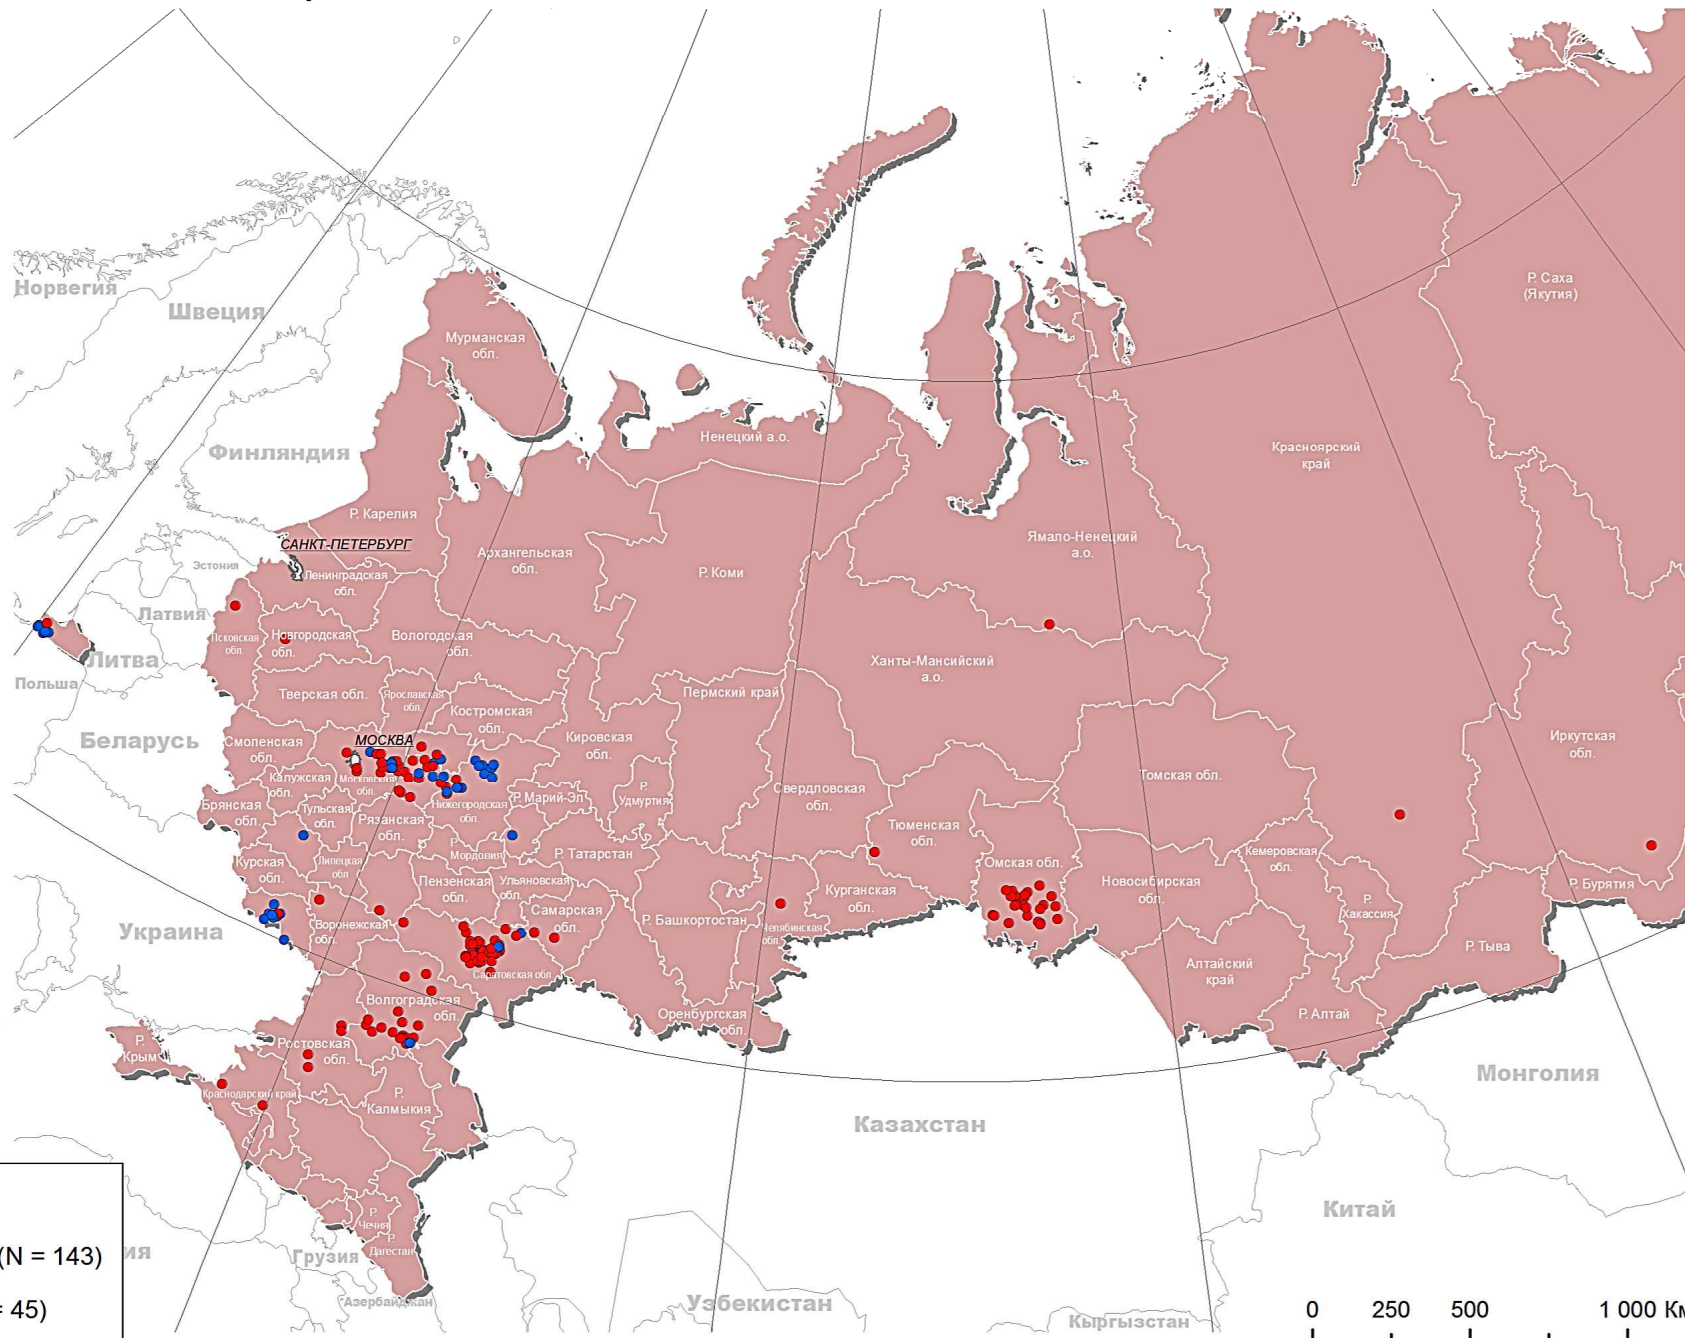 Норвегия
Швеция
Р. Саха
(Якутия)
Мурманская
обл.
Ненецкий а.о.
Финляндия
Красноярский
край
Р. Карелия
САНКТ-ПЕТЕРБУРГ
Ямало-Ненецкий
а.о.
Архангельская
обл.
Эстония
Ленинградская
обл.
Р. Коми
Латвия
Псковская
обл.
Новгородская
обл.
Вологодская
обл.
Литва
Польша
Ханты-Мансийский
а.о.
Тверская обл.
Ярославская
обл.
Пермский край
Костромская
обл.
Беларусь
Смоленская
обл.
МОСКВА
Кировская
обл.
Иркутская
обл.
Калужская
обл.
Московская
обл.
Томская обл.
Брянская
обл.
Тульская
обл.
Рязанская
обл.
Нижегородская
обл.
Р. Марий-Эл
Р.
Удмуртия
Свердловская
обл.
Тюменская
обл.
Курская
обл.
Липецкая
обл
Р.
Мордовия
Р. Татарстан
Омская обл.
Кемеровская
обл.
Пензенская
обл.
Ульяновская
обл.
Курганская
обл.
Новосибирская
обл.
Р. Бурятия
Украина
Воронежская
обл.
Самарская
обл.
Р. Башкортостан
Челябинская
обл.
Р.
Хакассия
Р. Тыва
Саратовская обл.
Алтайский
край
Волгоградская
обл.
Оренбургская
обл.
Р. Алтай
Р.
Крым
Ростовская
обл.
Краснодарский край
Р.
Калмыкия
Монголия
Казахстан
Китай
Р.
Чечня
Р.
Дагестан
ия
Грузия
Азербайджан
Узбекистан
Кыргызстан
(N = 143)
= 45)
0 250 500 1 000 Км